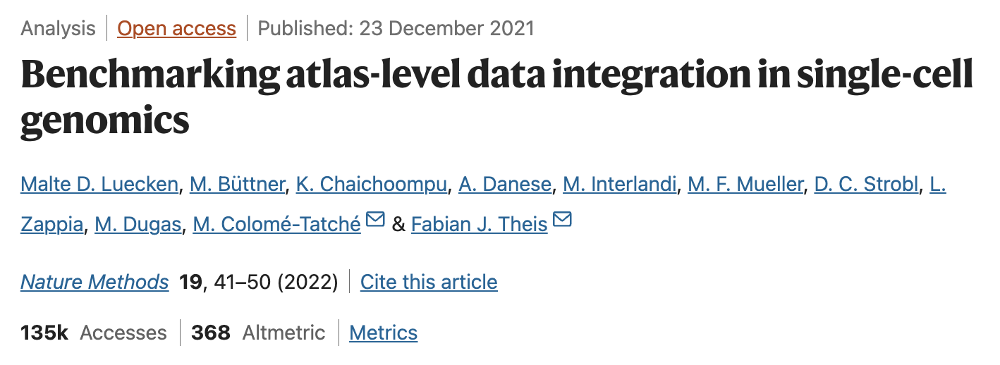 Analysis | Open access | Published: 23 December 2021
Benchmarking atlas-level data integration in single-cell
genomics
Malte D. Luecken, M. Büttner, K. Chaichoompu, A. Danese, M. Interlandi, M. F. Mueller, D. C. Strobl, L.
Zappia, M. Dugas, M. Colomé-Tatché & Fabian J. Theis
Nature Methods 19, 41–50 (2022) | Cite this article
135k Accesses | 368 Altmetric | Metrics